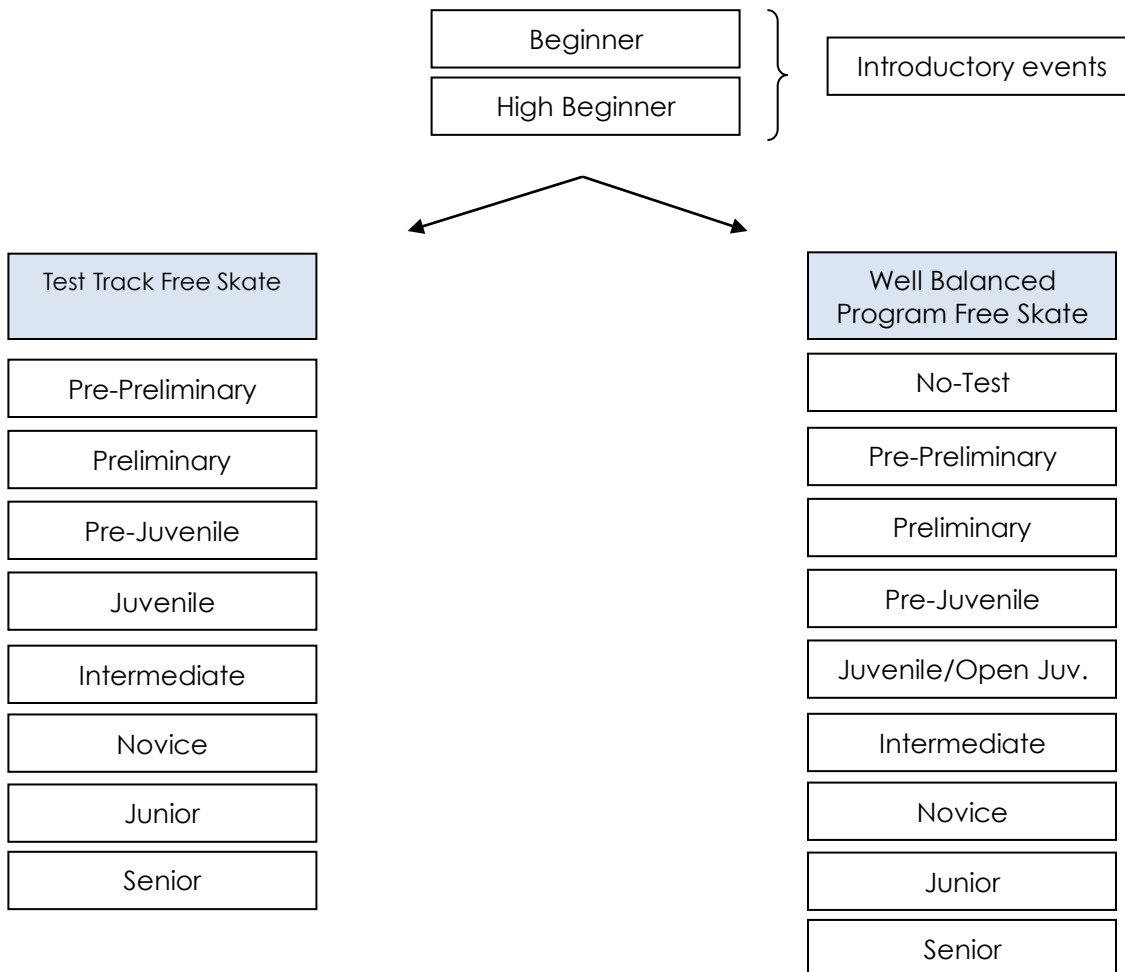 Beginner
High Beginner
Introductory events
Test Track Free Skate
Pre-Preliminary
Preliminary
Pre-Juvenile
Juvenile
Intermediate
Novice
Junior
Senior
Well Balanced
Program Free Skate
No-Test
Pre-Preliminary
Preliminary
Pre-Juvenile
Juvenile/Open Juv.
Intermediate
Novice
Junior
Senior